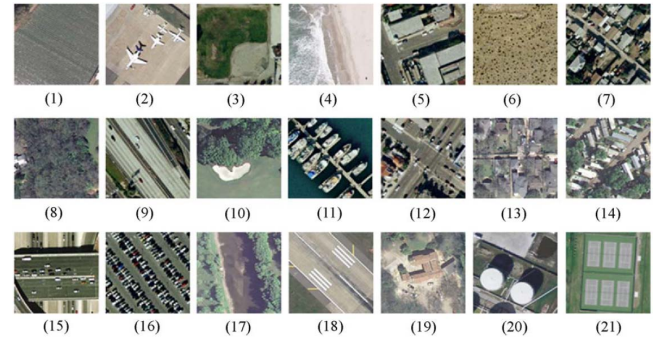 (1) (2) (3) (4) (5) (6) (7)
(8) (9) (10) (11) (12) (13) (14)
(15) (16) (17) (18) (19) (20) (21)